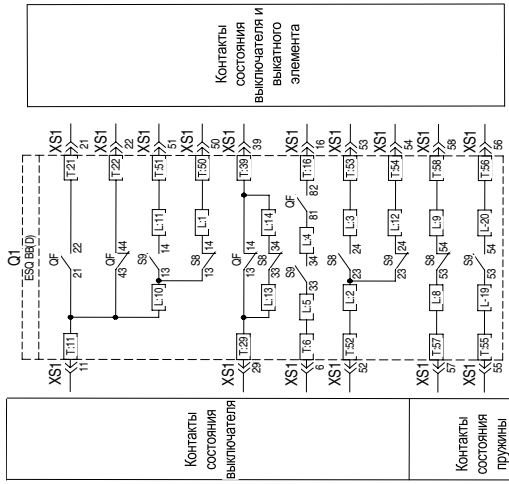 Q1
ESQ BB(D)
Контакты
состояния
выключателя
Контакты
состояния
пружины
Контакты
состояния
выключателя и
выкатного
элемента
XS1
11
T:11
21
QF
22
T:21
XS1
21
43
QF
44
T:22
XS1
22
L:10
13
S9
14
L:11
T:51
XS1
51
13
S8
14
L:1
T:50
XS1
50
XS1
29
T:29
13
QF
14
T:39
XS1
39
L:13
33
S8
34
L:14
XS1
6
T:6
L:5
33
S9
34
L:4
81
QF
82
T:16
XS1
16
XS1
52
T:52
L:2
23
S8
24
L:3
T:53
XS1
53
23
S9
24
L:12
T:54
XS1
54
XS1
57
T:57
L:8
53
S8
54
L:9
T:58
XS1
58
XS1
55
T:55
L-19
53
S9
54
L-20
T:56
XS1
56